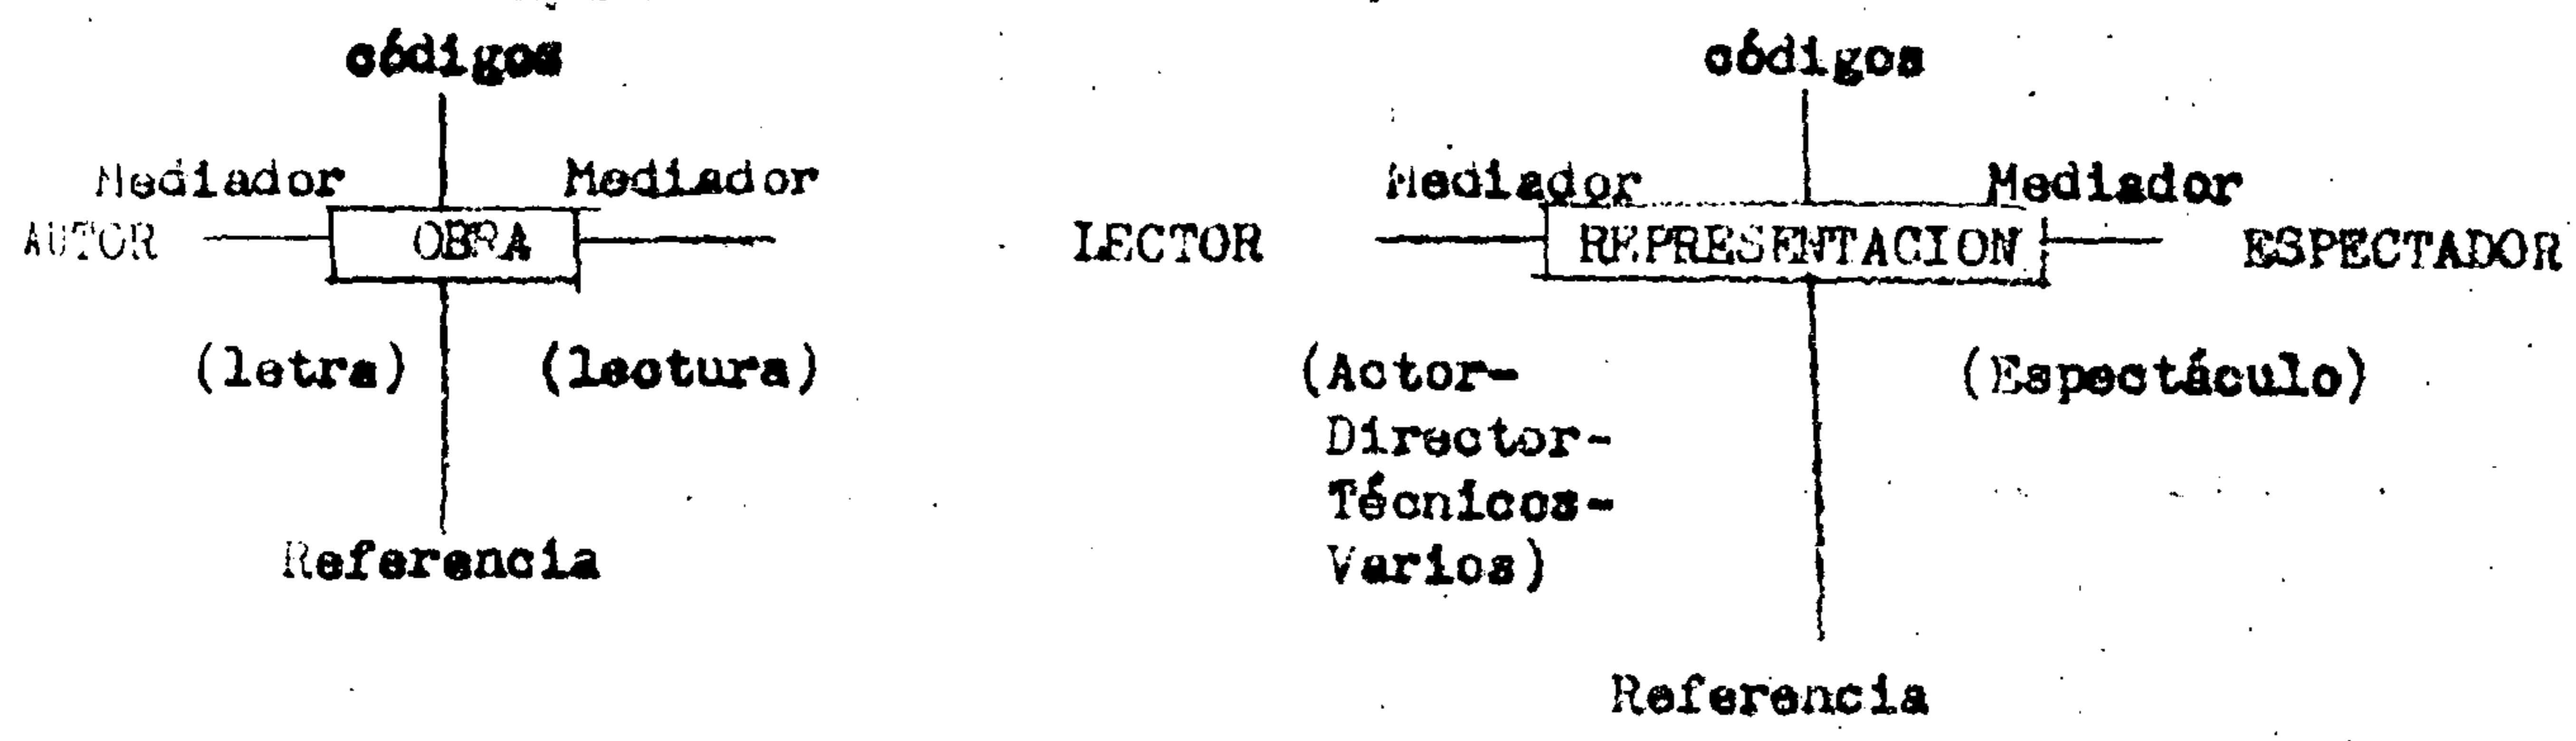 códigos
Mediador Mediador
AUTOR OBRA LECTOR
(letra) (lectura)
Referencia
códigos
Mediador Mediador
REPRESENTACION ESPECTADOR
(Actor- (Espectáculo)
Director-
Técnicos-
Varios)
Referencia